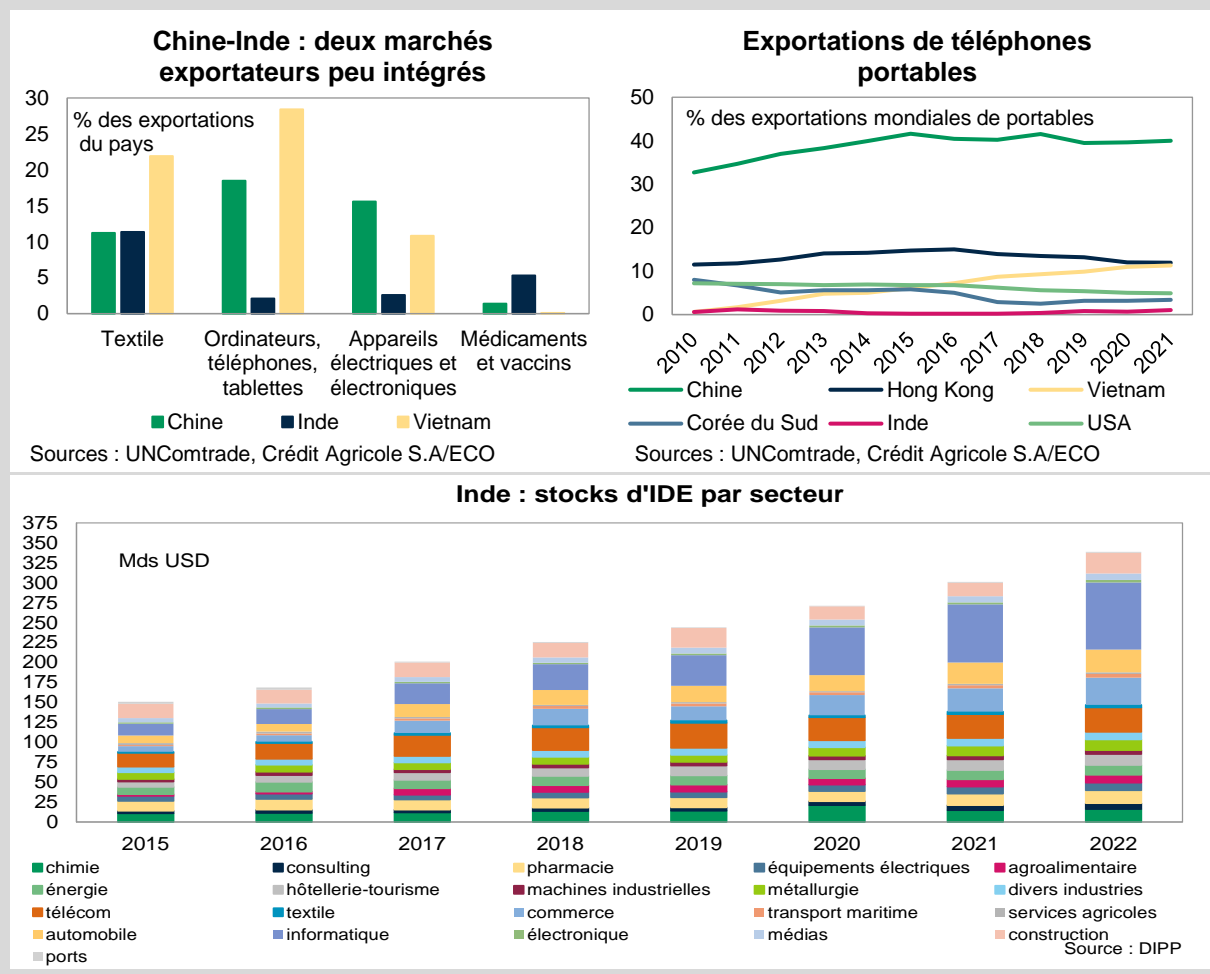 Chine-Inde : deux marchés
exportateurs peu intégrés
30
25
20
15
10
5
0
% des exportations
du pays
Textile
Ordinateurs,
téléphones,
tablettes
Appareils
électriques et
électroniques
Médicaments
et vaccins
Chine
Inde
Vietnam
Sources : UNComtrade, Crédit Agricole S.A/ECO
Exportations de téléphones
portables
50
40
30
20
10
0
% des exportations mondiales de portables
2010
2011
2012
2013
2014
2015
2016
2017
2018
2019
2020
2021
Chine
Hong Kong
Vietnam
Corée du Sud
Inde
USA
Sources : UNComtrade, Crédit Agricole S.A/ECO
Inde : stocks d'IDE par secteur
375
350
325
300
275
250
225
200
175
150
125
100
75
50
25
0
Mds USD
2015
2016
2017
2018
2019
2020
2021
2022
chimie
consulting
pharmacie
équipements électriques
agroalimentaire
énergie
hôtellerie-tourisme
machines industrielles
métallurgie
divers industries
télécom
textile
commerce
transport maritime
services agricoles
automobile
informatique
électronique
médias
construction
ports
Source : DIPP